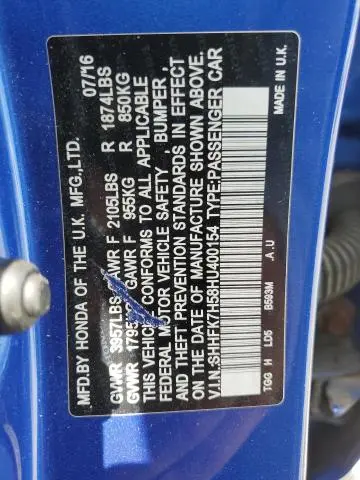 MFD.BY HONDA OF THE U.K. MFG.,LTD. 07/16
GVWR 3957LBS GAWR F 2105LBS R 1874LBS
GVWR 1795 GAWR F 955KG R 850KG
THIS VEHICLE CONFORMS TO ALL APPLICABLE
FEDERAL MOTOR VEHICLE SAFETY, BUMPER,
AND THEFT PREVENTION STANDARDS IN EFFECT
ON THE DATE OF MANUFACTURE SHOWN ABOVE.
V.I.N.:SHHFK7H58HU400154 TYPE:PASSENGER CAR
TGG H LD5 B593M A.U MADE IN U.K.